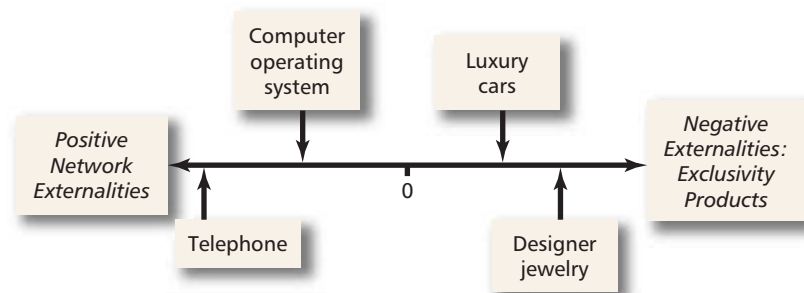 Computer
operating
system
Luxury
cars
Positive
Network
Externalities
Negative
Externalities:
Exclusivity
Products
0
Telephone
Designer
jewelry